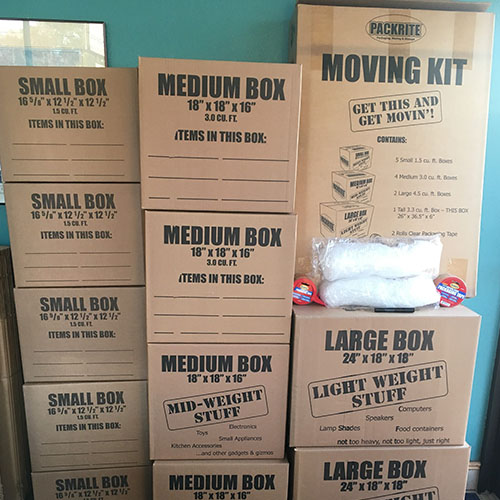 SMALL BOX
16 5/8" X 12 1/2" X 12 1/2"
1.5 CU. FT.
ITEMS IN THIS BOX:
SMALL BOX
16 5/8" X 12 1/2" X 12 1/2"
1.5 CU. FT.
ITEMS IN THIS BOX:
SMALL BOX
16 5/8" X 12 1/2" X 12 1/2"
1.5 CU. FT.
ITEMS IN THIS BOX:
SMALL BOX
16 5/8" X 12 1/2" X 12 1/2"
1.5 CU. FT.
ITEMS IN THIS BOX:
SMALL BOX
MEDIUM BOX
18" X 18" X 16"
3.0 CU. FT.
ITEMS IN THIS BOX:
MEDIUM BOX
18" X 18" X 16"
3.0 CU. FT.
ITEMS IN THIS BOX:
MEDIUM BOX
18" X 18" X 16"
MID-WEIGHT
STUFF
Electronics
Toys
Small Appliances
Kitchen Accessories
...and other gadgets & gizmos
MEDIUM BOX
18" X 18" X 16"
PACKRITE
MOVING KIT
GET THIS AND
GET MOVIN'!
CONTAINS:
5 Small 1.5 cu. ft. Boxes
4 Medium 3.0 cu. ft. Boxes
2 Large 4.5 cu. ft. Boxes
1 Tall 3.3 cu. ft. Box – THIS BOX
26" X 36.5" X 6"
2 Rolls Clear Packaging Tape
LARGE BOX
LARGE BOX
24" X 18" X 18"
LIGHT WEIGHT
STUFF
Computers
Speakers
Lamp Shades
Food containers
not too heavy, not too light, just right
LARGE BOX
24" X 18" X 18"